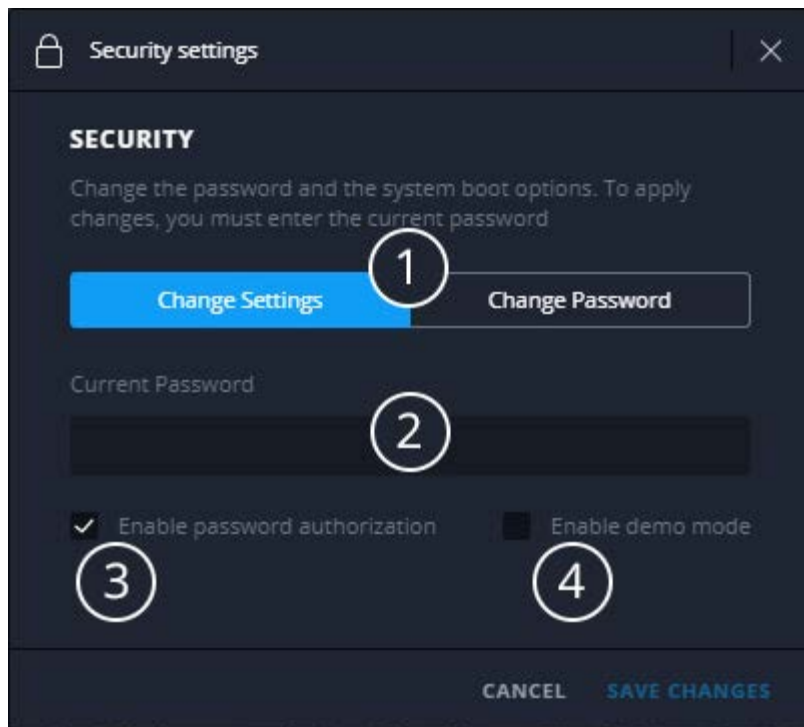 Security settings
SECURITY
Change the password and the system boot options. To apply
changes, you must enter the current password
1
Change Settings
Change Password
Current Password
2
Enable password authorization
Enable demo mode
3
4
CANCEL
SAVE CHANGES